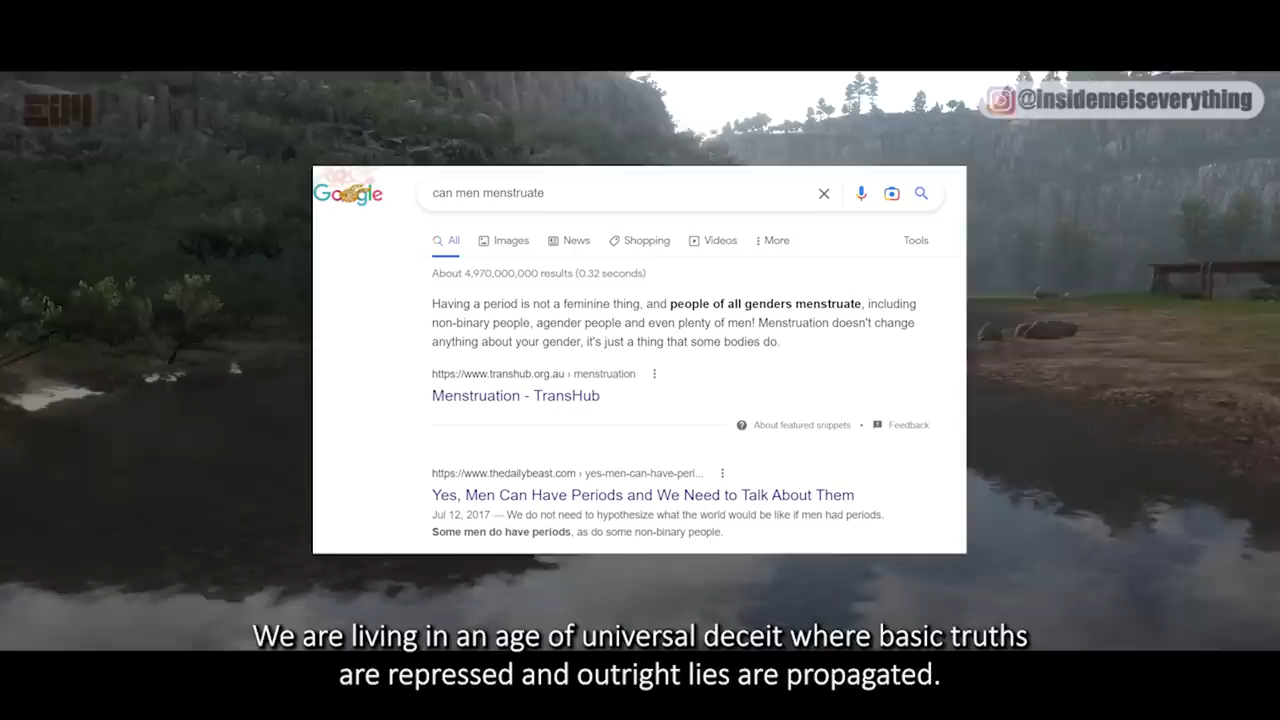 @insidemeiseverything
Google
can men menstruate
All Images News Shopping Videos More Tools
About 4,970,000,000 results (0.32 seconds)
Having a period is not a feminine thing, and people of all genders menstruate, including
non-binary people, agender people and even plenty of men! Menstruation doesn't change
anything about your gender, it's just a thing that some bodies do.
https://www.transhub.org.au › menstruation
Menstruation - TransHub
About featured snippets • Feedback
https://www.thedailybeast.com › yes-men-can-have-peri...
Yes, Men Can Have Periods and We Need to Talk About Them
Jul 12, 2017 — We do not need to hypothesize what the world would be like if men had periods.
Some men do have periods, as do some non-binary people.
We are living in an age of universal deceit where basic truths
are repressed and outright lies are propagated.